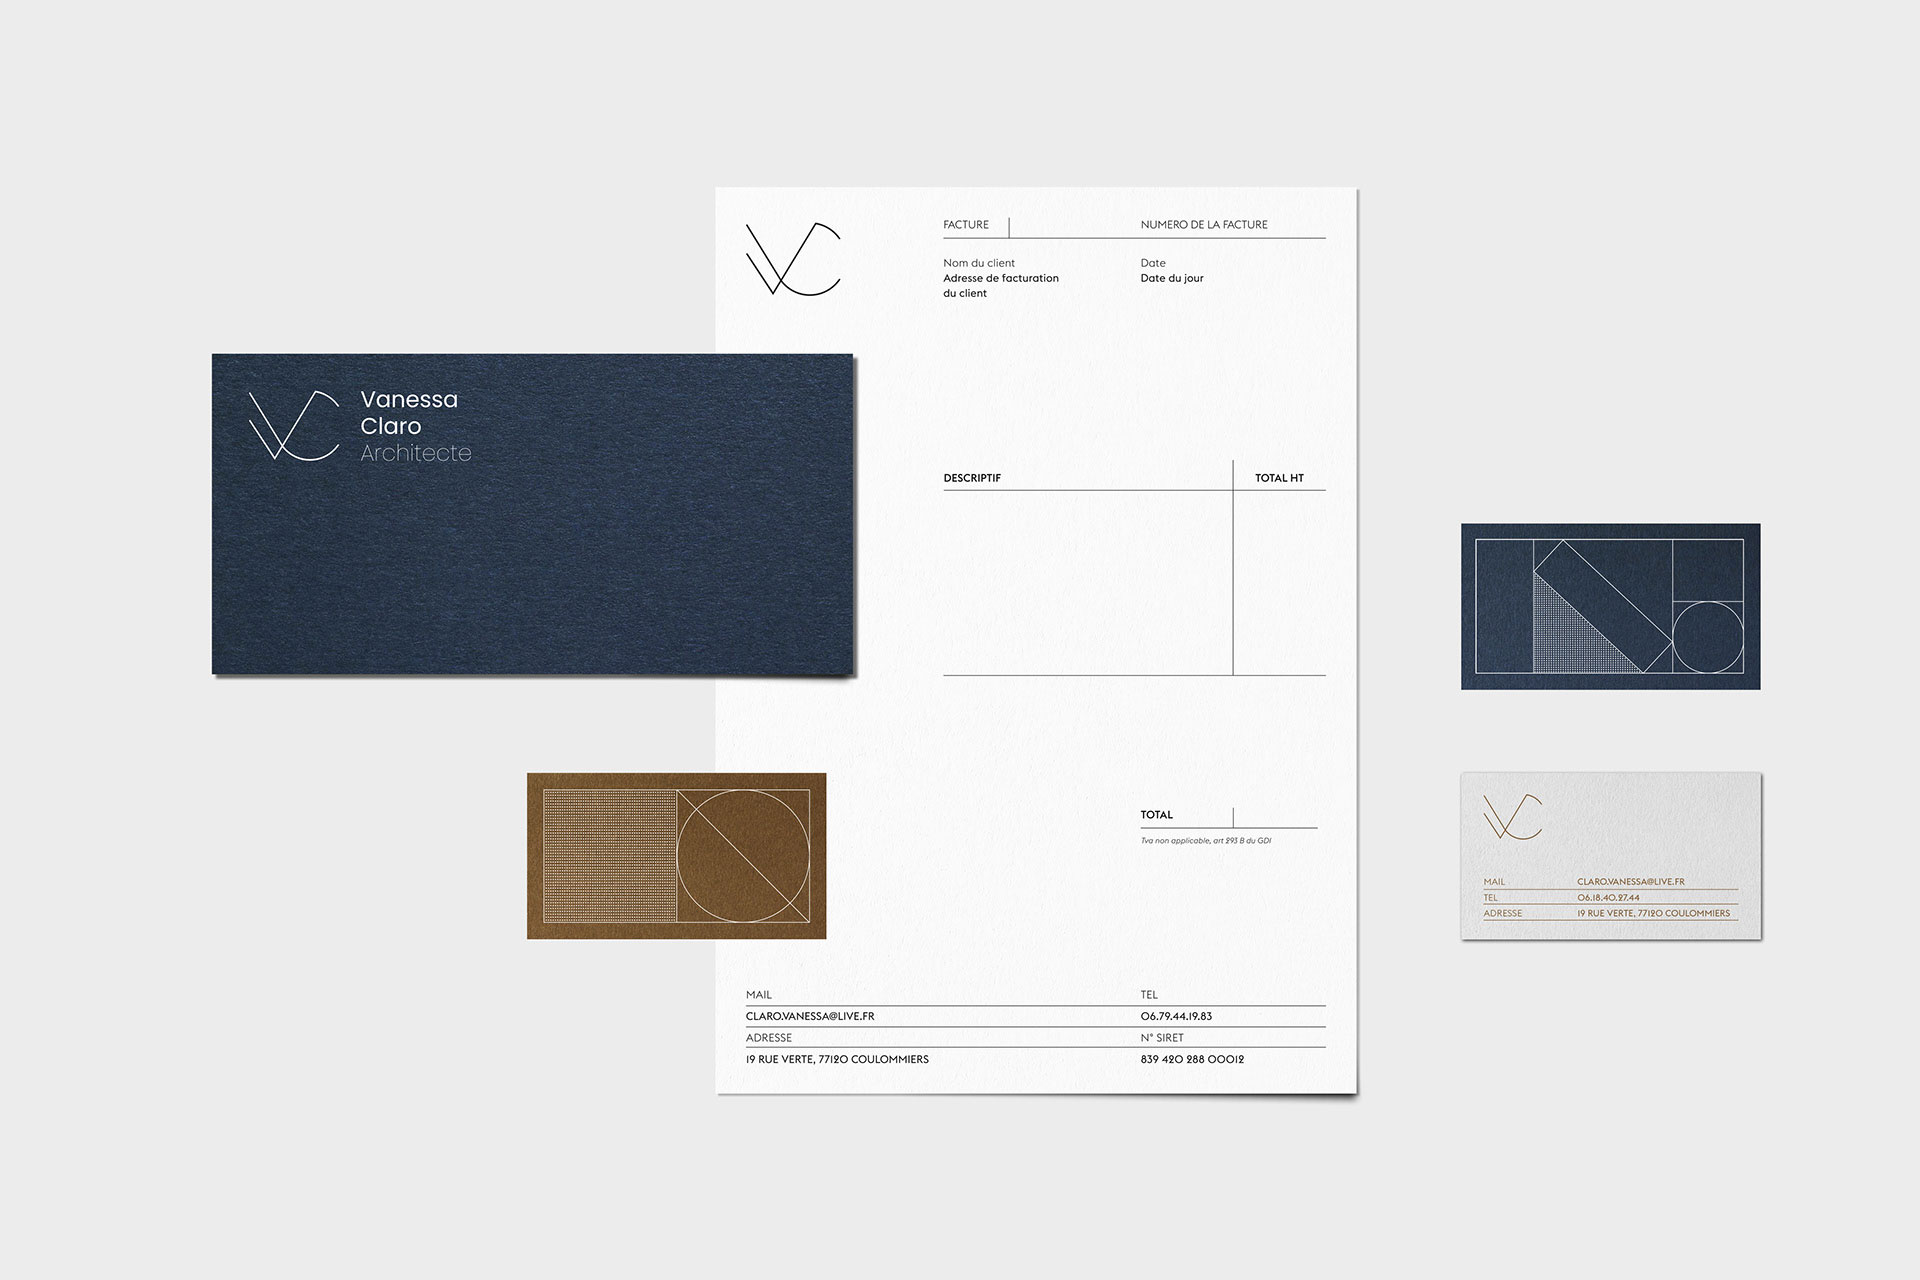 Vanessa
Claro
Architecte
FACTURE
NUMERO DE LA FACTURE
Nom du client
Adresse de facturation
du client
Date
Date du jour
DESCRIPTIF
TOTAL HT
TOTAL
Tva non applicable, art 293 B du GDI
MAIL
TEL
CLARO.VANESSA@LIVE.FR
06.79.44.19.83
ADRESSE
N° SIRET
19 RUE VERTE, 77120 COULOMMIERS
839 420 288 00012
VC
MAIL CLARO.VANESSA@LIVE.FR
TEL 06.18.40.27.44
ADRESSE 19 RUE VERTE, 77120 COULOMMIERS